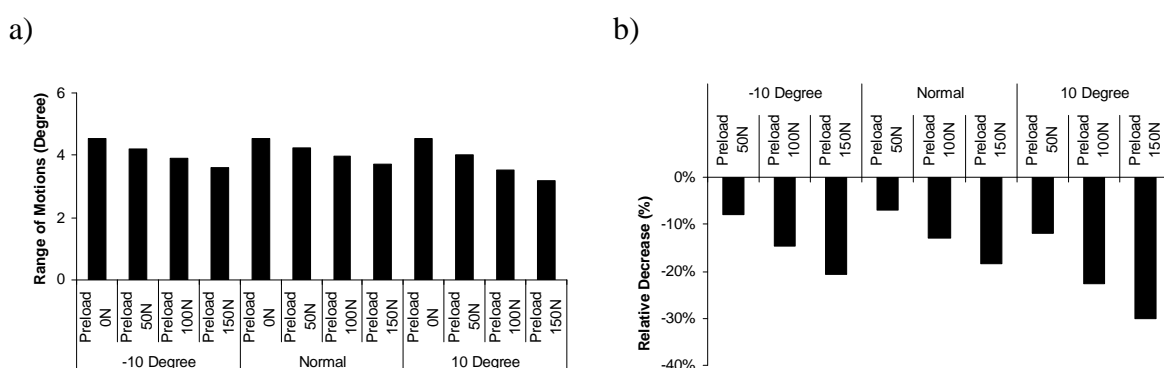 a)
Range of Motions (Degree)
6
4
2
0
Preload 0N
Preload 50N
Preload 100N
Preload 150N
Preload 0N
Preload 50N
Preload 100N
Preload 150N
Preload 0N
Preload 50N
Preload 100N
Preload 150N
-10 Degree
Normal
10 Degree
b)
-10 Degree
Normal
10 Degree
Preload 50N
Preload 100N
Preload 150N
Preload 50N
Preload 100N
Preload 150N
Preload 50N
Preload 100N
Preload 150N
Relative Decrease (%)
0%
-10%
-20%
-30%
-40%